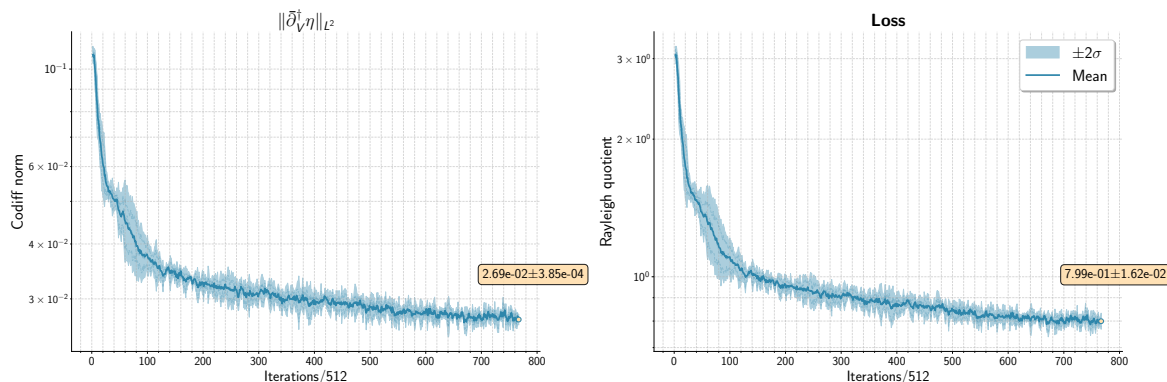 ‖∂̄†_V η‖_L²
Codiff norm
10⁻¹
6 × 10⁻²
4 × 10⁻²
3 × 10⁻²
2.69e-02±3.85e-04
0 100 200 300 400 500 600 700 800
Iterations/512
Loss
Rayleigh quotient
3 × 10⁰
2 × 10⁰
10⁰
±2σ
Mean
7.99e-01±1.62e-02
0 100 200 300 400 500 600 700 800
Iterations/512